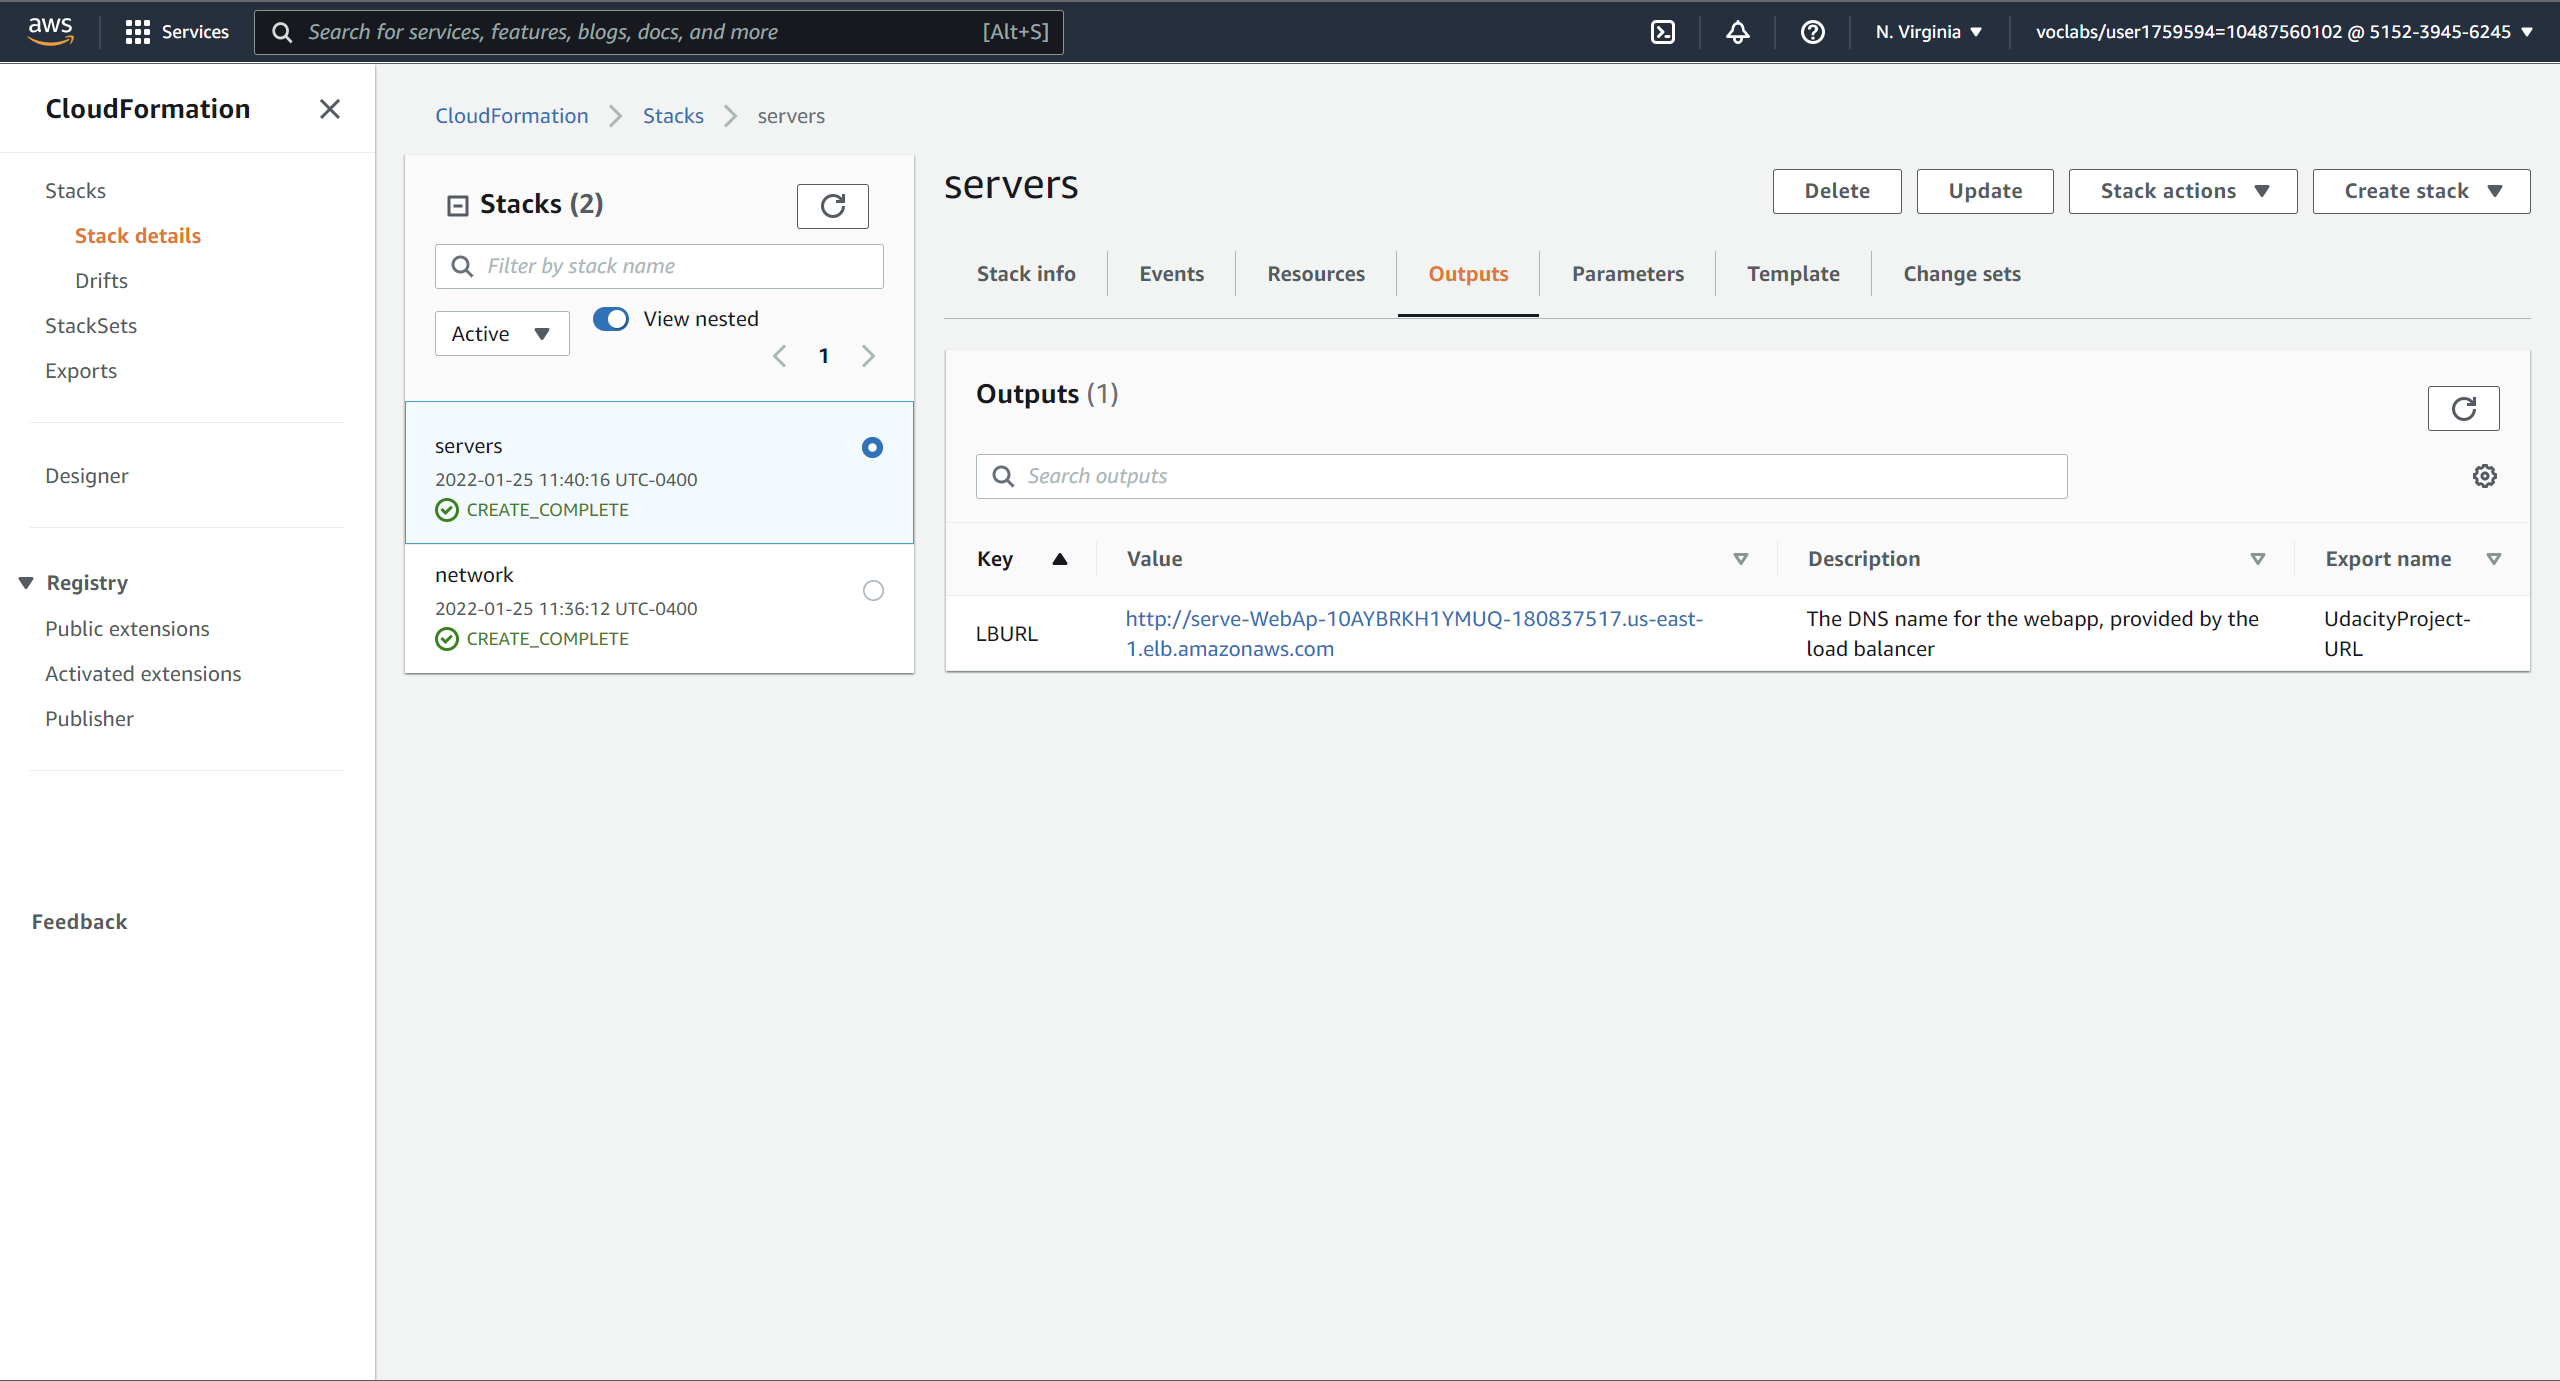 aws
Services
Search for services, features, blogs, docs, and more
[Alt+S]
N. Virginia
voclabs/user1759594=10487560102 @ 5152-3945-6245
CloudFormation
Stacks
Stack details
Drifts
StackSets
Exports
Designer
Registry
Public extensions
Activated extensions
Publisher
Feedback
CloudFormation
Stacks
servers
Stacks (2)
Filter by stack name
Active
View nested
1
servers
2022-01-25 11:40:16 UTC-0400
CREATE_COMPLETE
network
2022-01-25 11:36:12 UTC-0400
CREATE_COMPLETE
servers
Delete
Update
Stack actions
Create stack
Stack info
Events
Resources
Outputs
Parameters
Template
Change sets
Outputs (1)
Search outputs
Key
Value
Description
Export name
LBURL
http://serve-WebAp-10AYBRKH1YMUQ-180837517.us-east-
1.elb.amazonaws.com
The DNS name for the webapp, provided by the
load balancer
UdacityProject-
URL